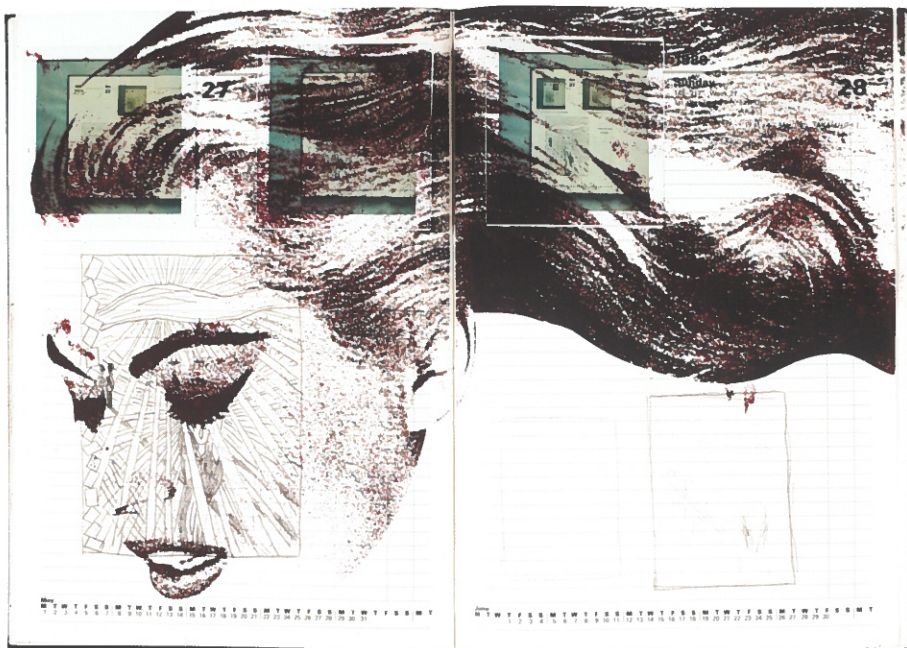 27
1989
sunday
28
May
M T W T F S S M T W T F S S M T W T F S S M T W T F S S M T W T F S S M T
1 2 3 4 5 6 7 8 9 10 11 12 13 14 15 16 17 18 19 20 21 22 23 24 25 26 27 28 29 30 31
June
M T W T F S S M T W T F S S M T W T F S S M T W T F S S M T W T F S S M T
1 2 3 4 5 6 7 8 9 10 11 12 13 14 15 16 17 18 19 20 21 22 23 24 25 26 27 28 29 30